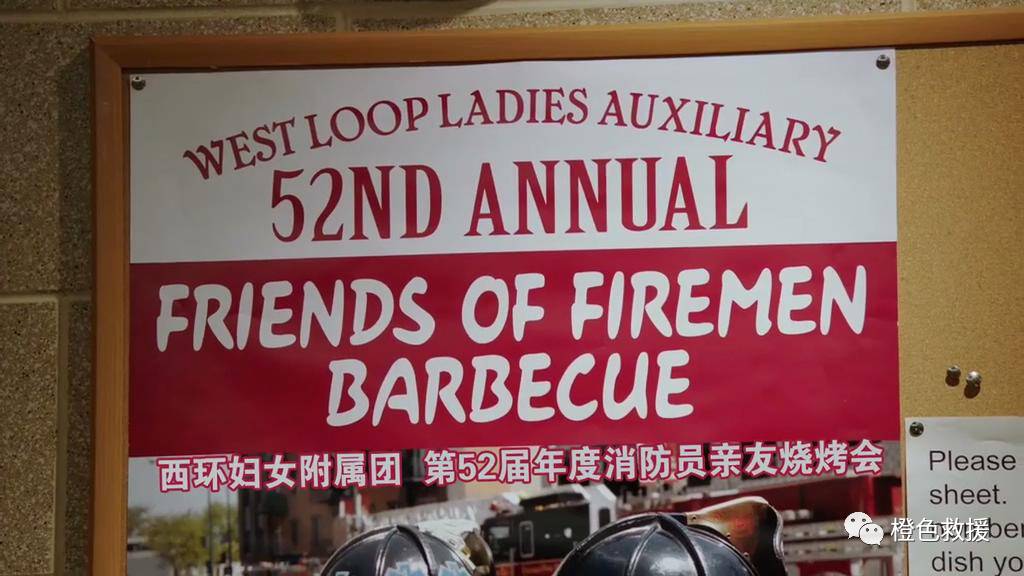 WEST LOOP LADIES AUXILIARY
52ND ANNUAL
FRIENDS OF FIREMEN
BARBECUE
西环妇女附属团 第52届年度消防员亲友烧烤会
Please
sheet.
dish yo
橙色救援